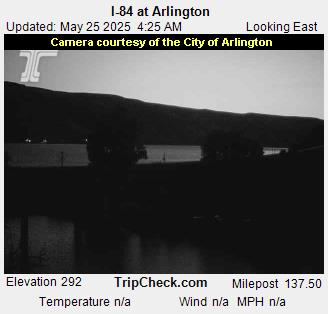 I-84 at Arlington
Updated: May 25 2025 4:25 AM Looking East
Camera courtesy of the City of Arlington
Elevation 292 TripCheck.com Milepost 137.50
Temperature n/a Wind n/a MPH n/a